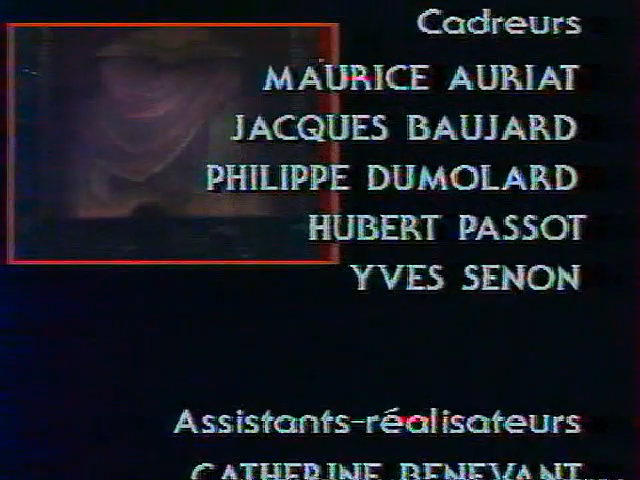 Cadreurs
MAURICE AURIAT
JACQUES BAUJARD
PHILIPPE DUMOLARD
HUBERT PASSOT
YVES SENON
Assistants-réalisateurs
CATHERINE BENEVANT